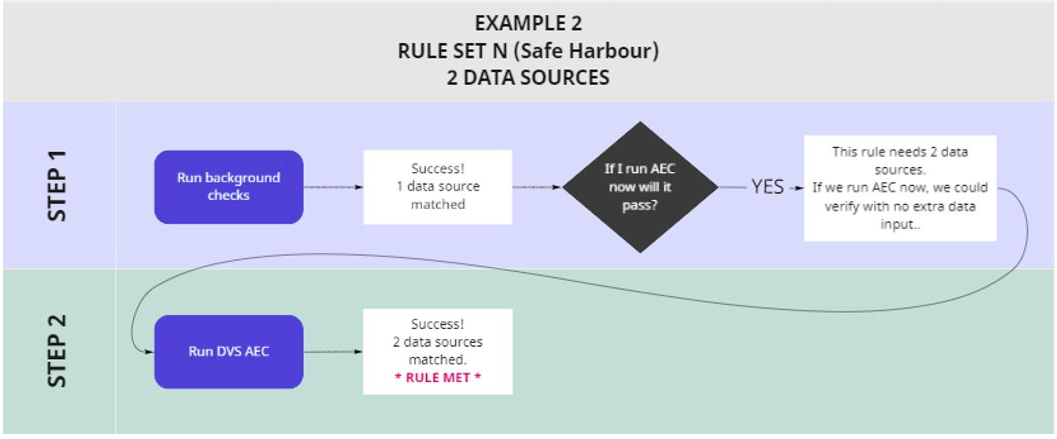 EXAMPLE 2
RULE SET N (Safe Harbour)
2 DATA SOURCES
STEP 1
Run background
checks
Success!
1 data source
matched
If I run AEC
now will it
pass?
YES
This rule needs 2 data
sources.
If we run AEC now, we could
verify with no extra data
input..
STEP 2
Run DVS AEC
Success!
2 data sources
matched.
* RULE MET *